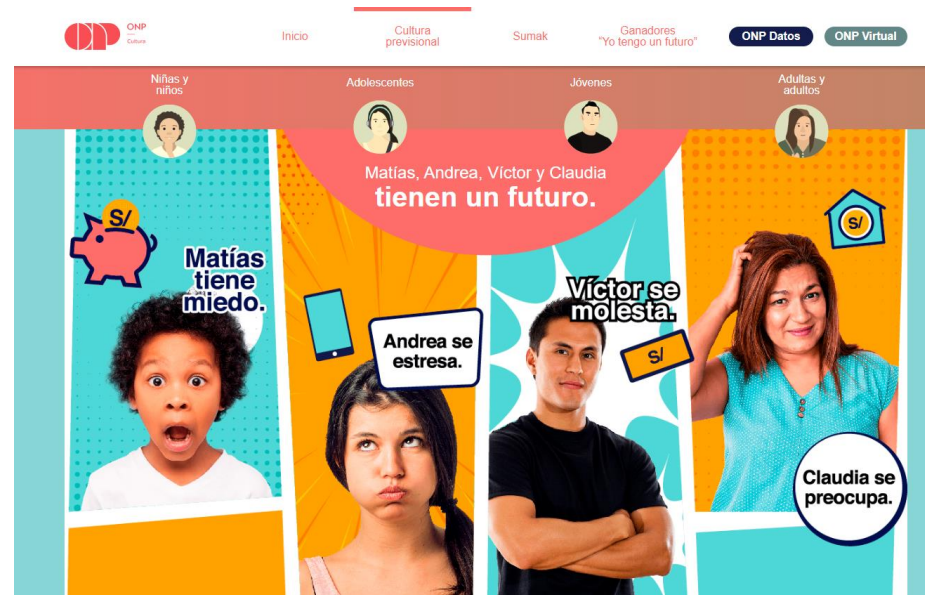 ONP
ONP
Cultura
Inicio
Cultura
previsional
Sumak
Ganadores
"Yo tengo un futuro"
ONP Datos
ONP Virtual
Niñas y
niños
Adolescentes
Jóvenes
Adultas y
adultos
Matías, Andrea, Víctor y Claudia
tienen un futuro.
S/
Matías
tiene
miedo.
Andrea se
estresa.
Víctor se
molesta.
S/
S/
Claudia se
preocupa.